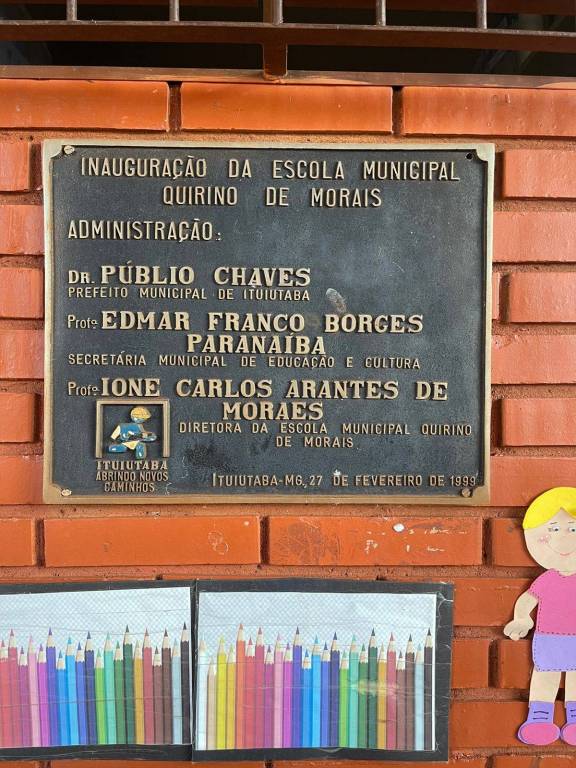 INAUGURAÇÃO DA ESCOLA MUNICIPAL
QUIRINO DE MORAIS
ADMINISTRAÇÃO:
DR. PÚBLIO CHAVES
PREFEITO MUNICIPAL DE ITUIUTABA
Profª EDMAR FRANCO BORGES
PARANAÍBA
SECRETÁRIA MUNICIPAL DE EDUCAÇÃO E CULTURA
Profª IONE CARLOS ARANTES DE
MORAES
DIRETORA DA ESCOLA MUNICIPAL QUIRINO
DE MORAIS
ITUIUTABA
ABRINDO NOVOS
CAMINHOS
ITUIUTABA-MG, 27 DE FEVEREIRO DE 1999